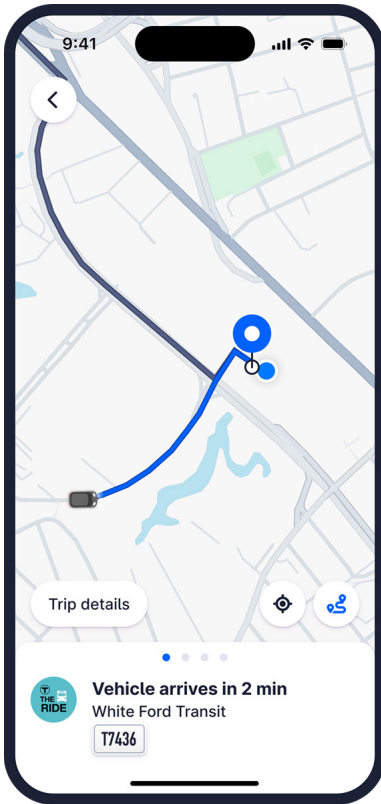 9:41
Trip details
T
THE
RIDE
Vehicle arrives in 2 min
White Ford Transit
T7436